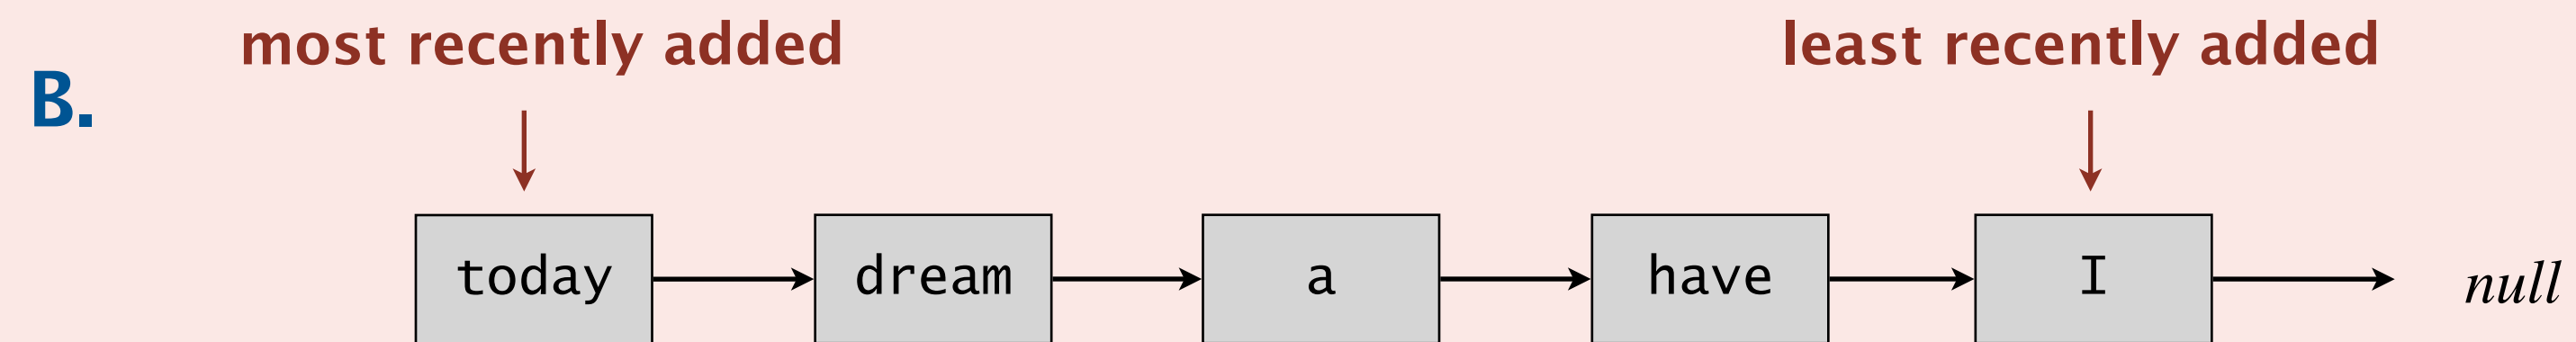 most recently added
least recently added
B.
today dream a have I null